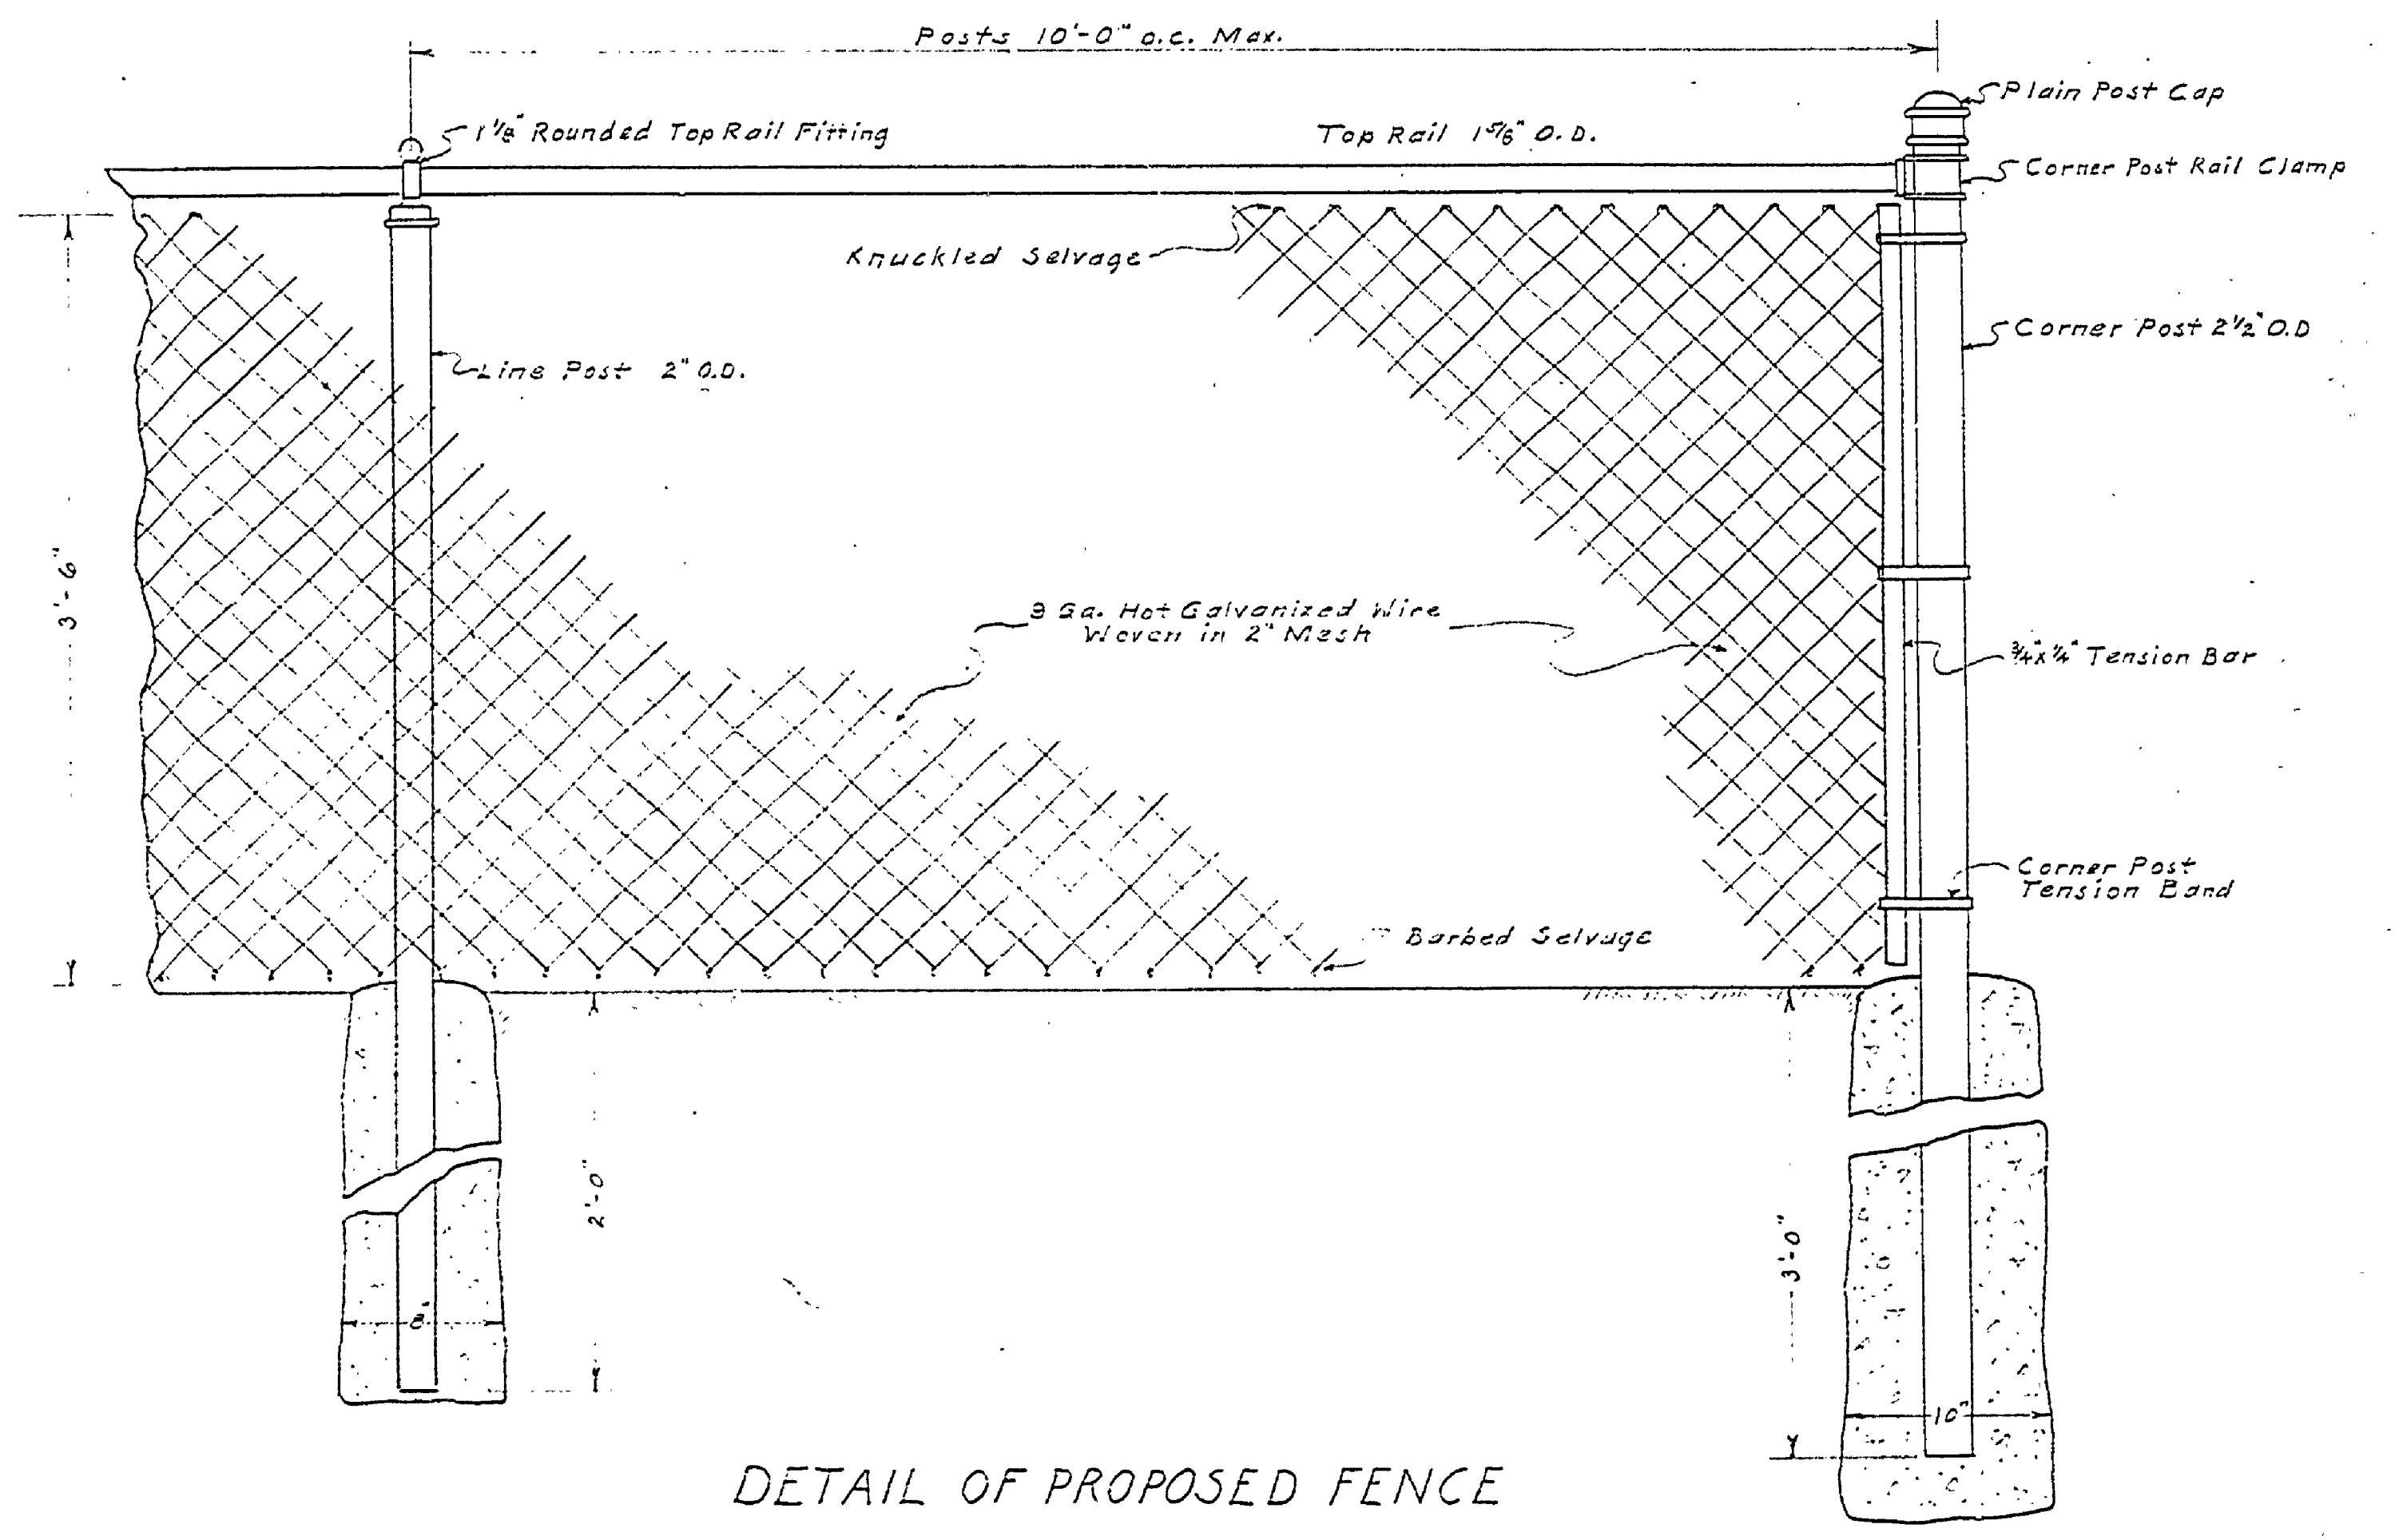 Posts 10'-0" o.c. Max.
Plain Post Cap
1 1/8" Rounded Top Rail Fitting
Top Rail 1 5/8" O.D.
Corner Post Rail Clamp
Knuckled Selvage
Corner Post 2 1/2" O.D
Line Post 2" O.D.
3'-6"
Ga. Hot Galvanized Wire
Woven in 2" Mesh
3/4" x 1/4" Tension Bar
Corner Post
Tension Band
Barbed Selvage
2'-0"
3'-0"
8"
10"
DETAIL OF PROPOSED FENCE